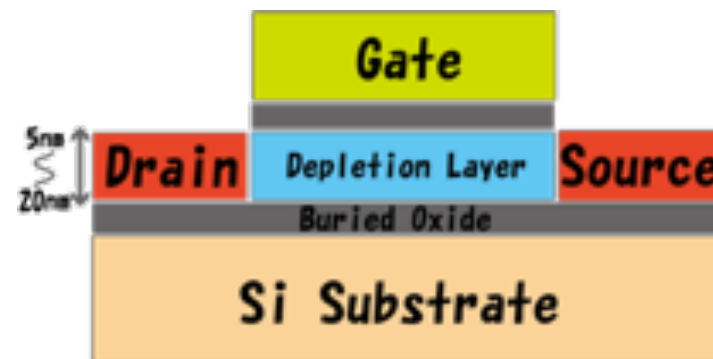 Gate
5nm
Drain
Depletion Layer
Source
20nm
Buried Oxide
Si Substrate